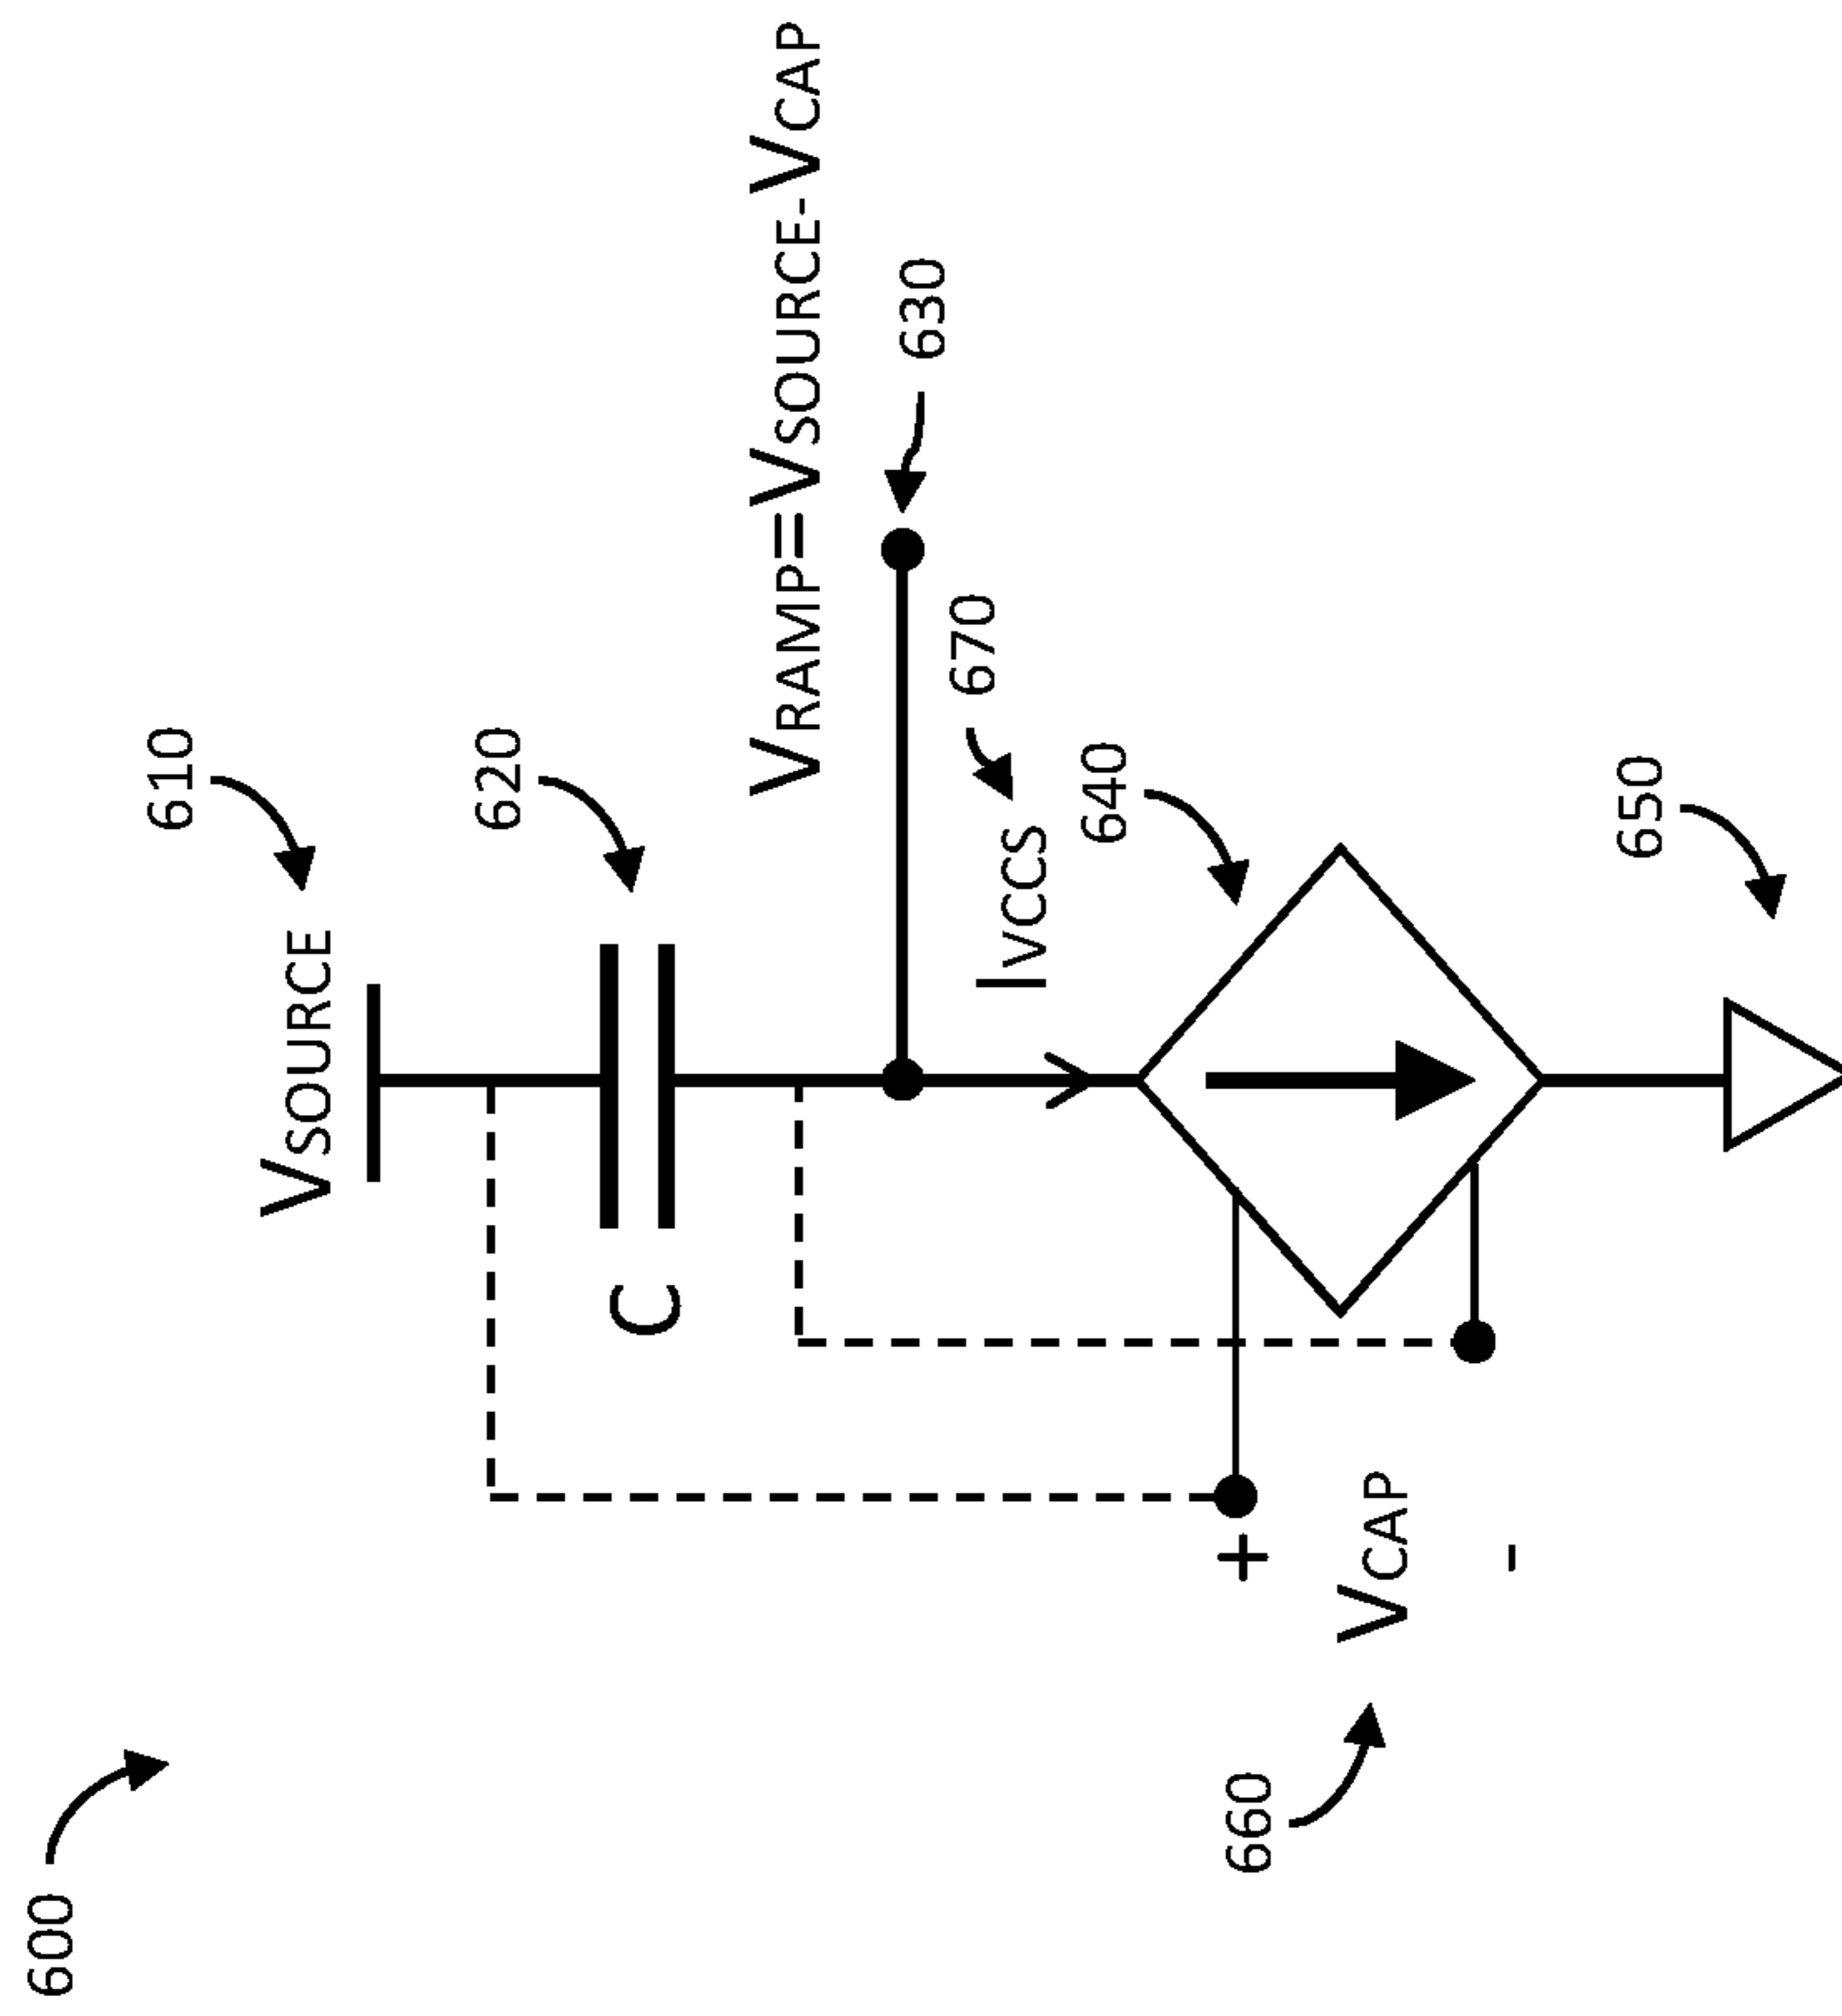 600
610
VSOURCE
620
C
VRAMP=VSOURCE-VCAP
630
670
IVCCS
640
+
VCAP
-
660
650